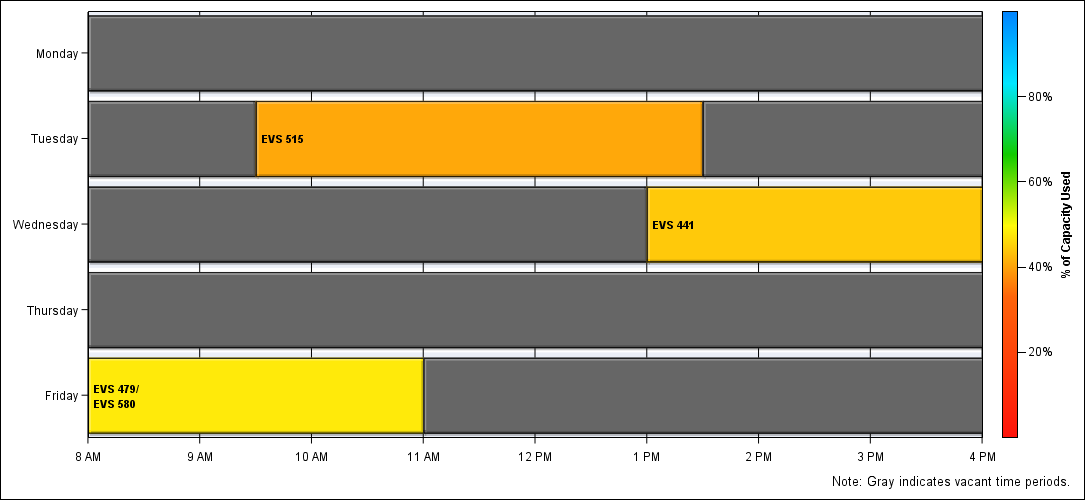 Monday
Tuesday
EVS 515
Wednesday
EVS 441
Thursday
Friday
EVS 479/
EVS 580
8 AM 9 AM 10 AM 11 AM 12 PM 1 PM 2 PM 3 PM 4 PM
80%
60%
40%
20%
% of Capacity Used
Note: Gray indicates vacant time periods.